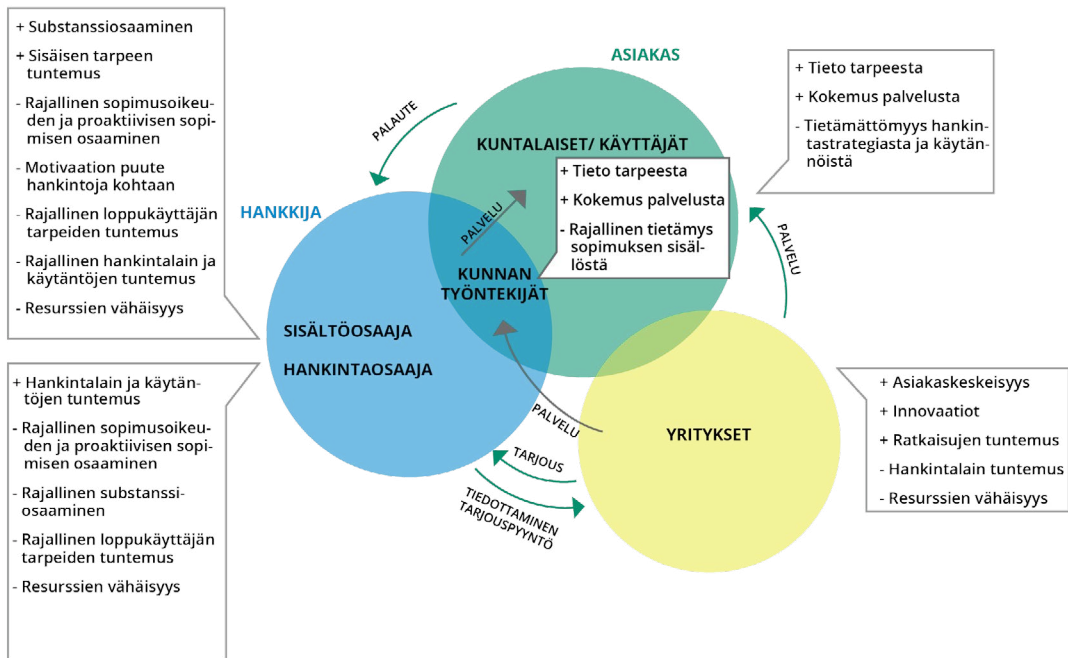 + Substanssiosaaminen
+ Sisäisen tarpeen
tuntemus
- Rajallinen sopimusoikeu-
den ja proaktiivisen sopi-
misen osaaminen
- Motivaation puute
hankintoja kohtaan
- Rajallinen loppukäyttäjän
tarpeiden tuntemus
- Rajallinen hankintalain ja
käytäntöjen tuntemus
- Resurssien vähäisyys
+ Hankintalain ja käytän-
töjen tuntemus
- Rajallinen sopimusoikeu-
den ja proaktiivisen sopi-
misen osaaminen
- Rajallinen substanssi-
osaaminen
- Rajallinen loppukäyttäjän
tarpeiden tuntemus
- Resurssien vähäisyys
ASIAKAS
PALAUTE
KUNTALAISET/ KÄYTTÄJÄT
+ Tieto tarpeesta
+ Kokemus palvelusta
- Rajallinen tietämys
sopimuksen sisäl-
löstä
HANKKIJA
PALVELU
KUNNAN
TYÖNTEKIJÄT
SISÄLTÖOSAAJA
HANKINTAOSAAJA
PALVELU
TARJOUS
TIEDOTTAMINEN
TARJOUSPYYNTÖ
YRITYKSET
PALVELU
+ Tieto tarpeesta
+ Kokemus palvelusta
- Tietämättömyys hankin-
tastrategiasta ja käytän-
nöistä
+ Asiakaskeskeisyys
+ Innovaatiot
+ Ratkaisujen tuntemus
- Hankintalain tuntemus
- Resurssien vähäisyys